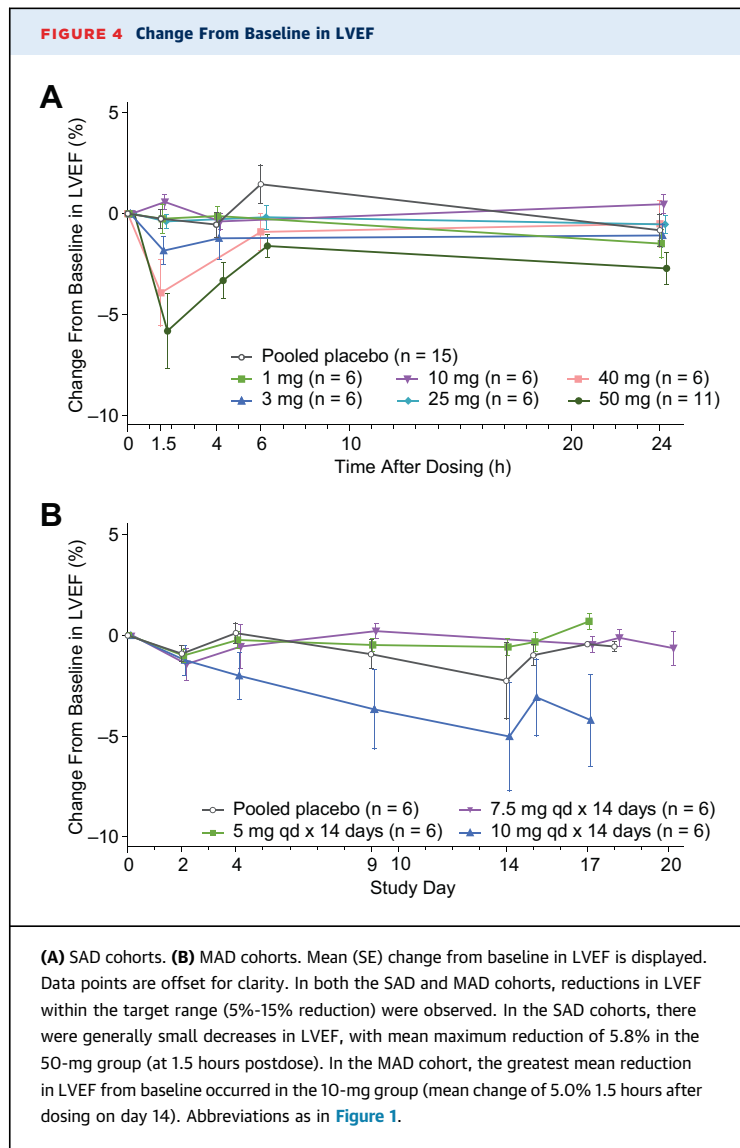 FIGURE 4 Change From Baseline in LVEF
A
Change From Baseline in LVEF (%)
5
0
–5
–10
Pooled placebo (n = 15)
1 mg (n = 6) 10 mg (n = 6) 40 mg (n = 6)
3 mg (n = 6) 25 mg (n = 6) 50 mg (n = 11)
0 1.5 4 6 10 20 24
Time After Dosing (h)
B
Change From Baseline in LVEF (%)
5
0
–5
–10
Pooled placebo (n = 6) 7.5 mg qd x 14 days (n = 6)
5 mg qd x 14 days (n = 6) 10 mg qd x 14 days (n = 6)
0 2 4 9 10 14 17 20
Study Day
(A) SAD cohorts. (B) MAD cohorts. Mean (SE) change from baseline in LVEF is displayed.
Data points are offset for clarity. In both the SAD and MAD cohorts, reductions in LVEF
within the target range (5%-15% reduction) were observed. In the SAD cohorts, there
were generally small decreases in LVEF, with mean maximum reduction of 5.8% in the
50-mg group (at 1.5 hours postdose). In the MAD cohort, the greatest mean reduction
in LVEF from baseline occurred in the 10-mg group (mean change of 5.0% 1.5 hours after
dosing on day 14). Abbreviations as in Figure 1.